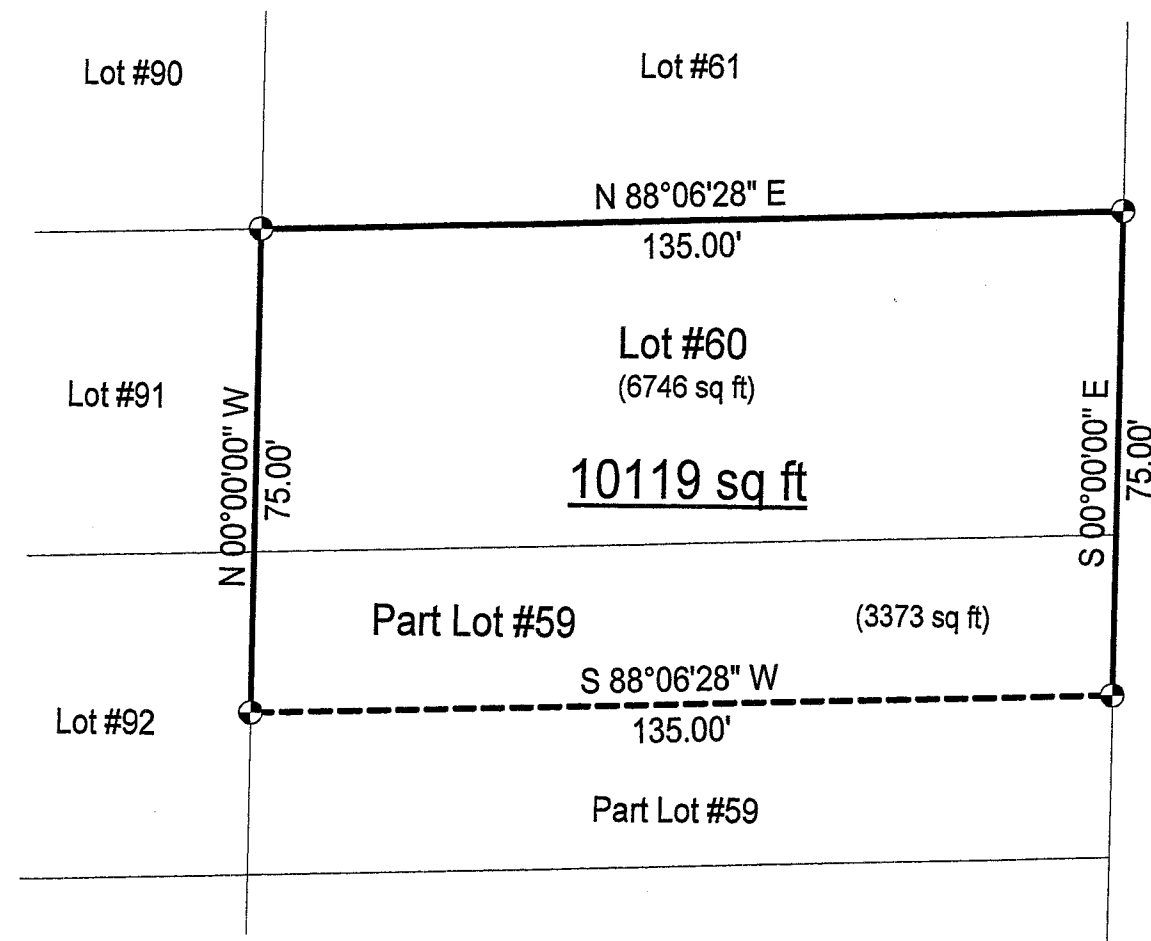 Lot #90
Lot #61
N 88°06'28" E
135.00'
Lot #60
(6746 sq ft)
Lot #91
N 00°00'00" W
75.00'
S 00°00'00" E
75.00'
10119 sq ft
Part Lot #59
(3373 sq ft)
S 88°06'28" W
135.00'
Lot #92
Part Lot #59